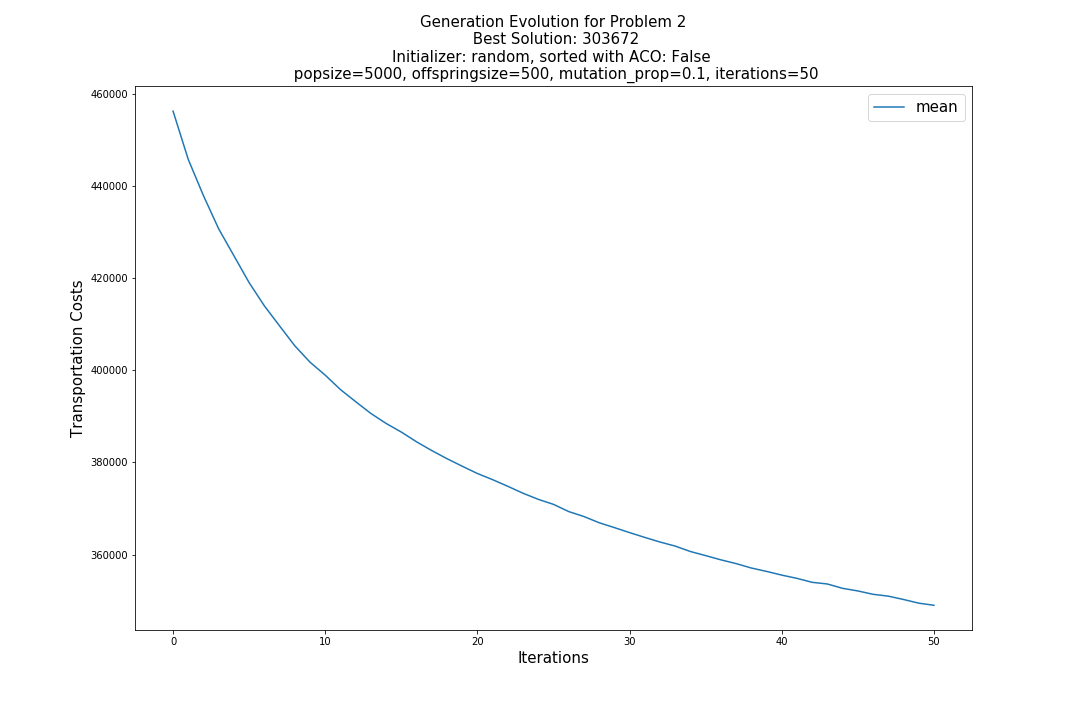 Generation Evolution for Problem 2
Best Solution: 303672
Initializer: random, sorted with ACO: False
popsize=5000, offspringsize=500, mutation_prop=0.1, iterations=50
mean
460000
440000
420000
400000
380000
360000
Transportation Costs
0 10 20 30 40 50
Iterations